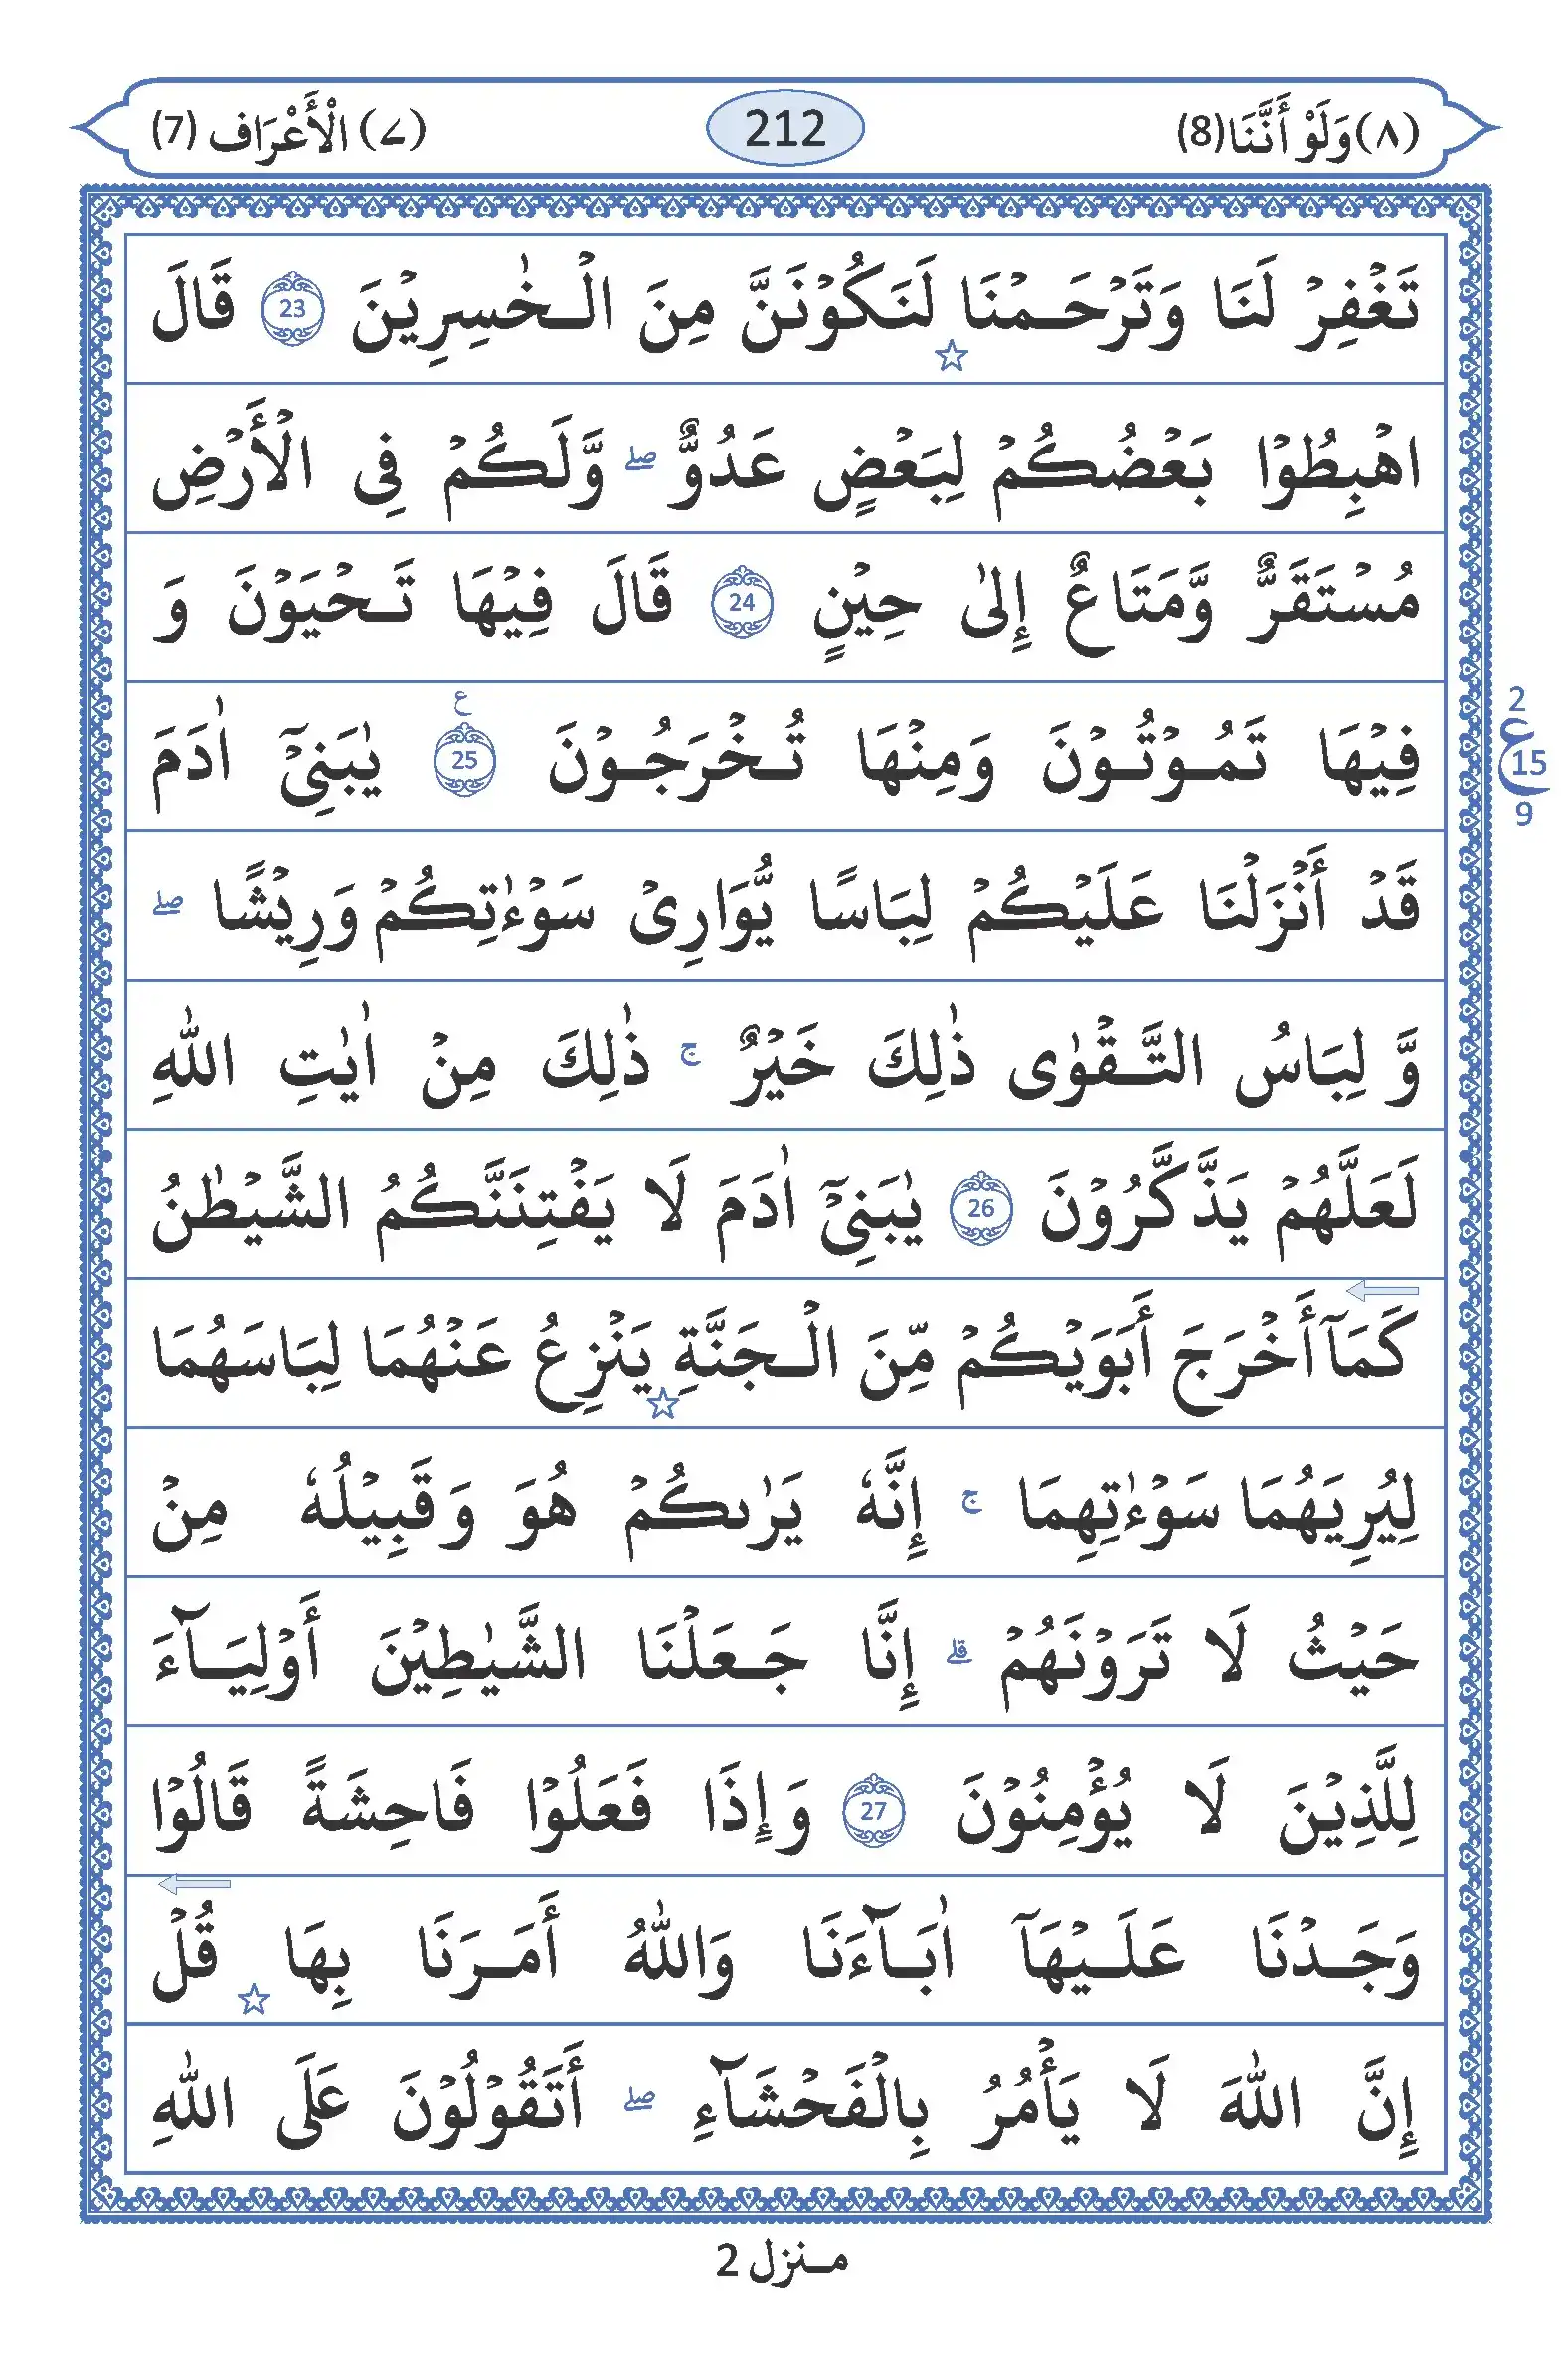 (٨) وَلَوْ أَنَّنَا (8) 212 (٧) الْأَعْرَاف (7)
تَغْفِرْ لَنَا وَتَرْحَمْنَا لَنَكُوْنَنَّ مِنَ الْخٰسِرِيْنَ 23 قَالَ
اهْبِطُوْا بَعْضُكُمْ لِبَعْضٍ عَدُوٌّ ۖ وَّلَكُمْ فِى الْأَرْضِ
مُسْتَقَرٌّ وَّمَتَاعٌ إِلىٰ حِيْنٍ 24 قَالَ فِيْهَا تَحْيَوْنَ وَ
فِيْهَا تَمُوْتُوْنَ وَمِنْهَا تُخْرَجُوْنَ 25 ع يٰبَنِىْٓ اٰدَمَ
2 ع 15 9
قَدْ أَنْزَلْنَا عَلَيْكُمْ لِبَاسًا يُّوَارِىْ سَوْءٰتِكُمْ وَرِيْشًا ۖ
وَّ لِبَاسُ التَّقْوٰى ذٰلِكَ خَيْرٌ ۚ ذٰلِكَ مِنْ اٰيٰتِ اللّٰهِ
لَعَلَّهُمْ يَذَّكَّرُوْنَ 26 يٰبَنِىْٓ اٰدَمَ لَا يَفْتِنَنَّكُمُ الشَّيْطٰنُ
كَمَآ أَخْرَجَ أَبَوَيْكُمْ مِّنَ الْجَنَّةِ يَنْزِعُ عَنْهُمَا لِبَاسَهُمَا
لِيُرِيَهُمَا سَوْءٰتِهِمَا ۚ إِنَّهٗ يَرٰىكُمْ هُوَ وَقَبِيْلُهٗ مِنْ
حَيْثُ لَا تَرَوْنَهُمْ ۗ إِنَّا جَعَلْنَا الشَّيٰطِيْنَ أَوْلِيَآءَ
لِلَّذِيْنَ لَا يُؤْمِنُوْنَ 27 وَإِذَا فَعَلُوْا فَاحِشَةً قَالُوْا
وَجَدْنَا عَلَيْهَآ اٰبَآءَنَا وَاللّٰهُ أَمَرَنَا بِهَا قُلْ
إِنَّ اللّٰهَ لَا يَأْمُرُ بِالْفَحْشَآءِ ۖ أَتَقُوْلُوْنَ عَلَى اللّٰهِ
منزل 2